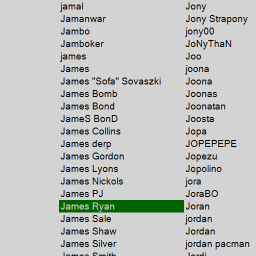 jamal Jony
Jamanwar Jony Strapony
Jambo jony00
Jamboker JoNyThaN
james Joo
James joona
James "Sofa" Sovaszki Joona
James Bomb Joonas
James Bond Joonatan
JameS BonD Joosta
James Collins Jopa
James derp JOPEPEPE
James Gordon Jopezu
James Lyons Jopolino
James Nickols jora
James PJ JoraBO
James Ryan Joran
James Sale jordan
James Shaw Jordan
James Silver jordan pacman
James Smith Jordi